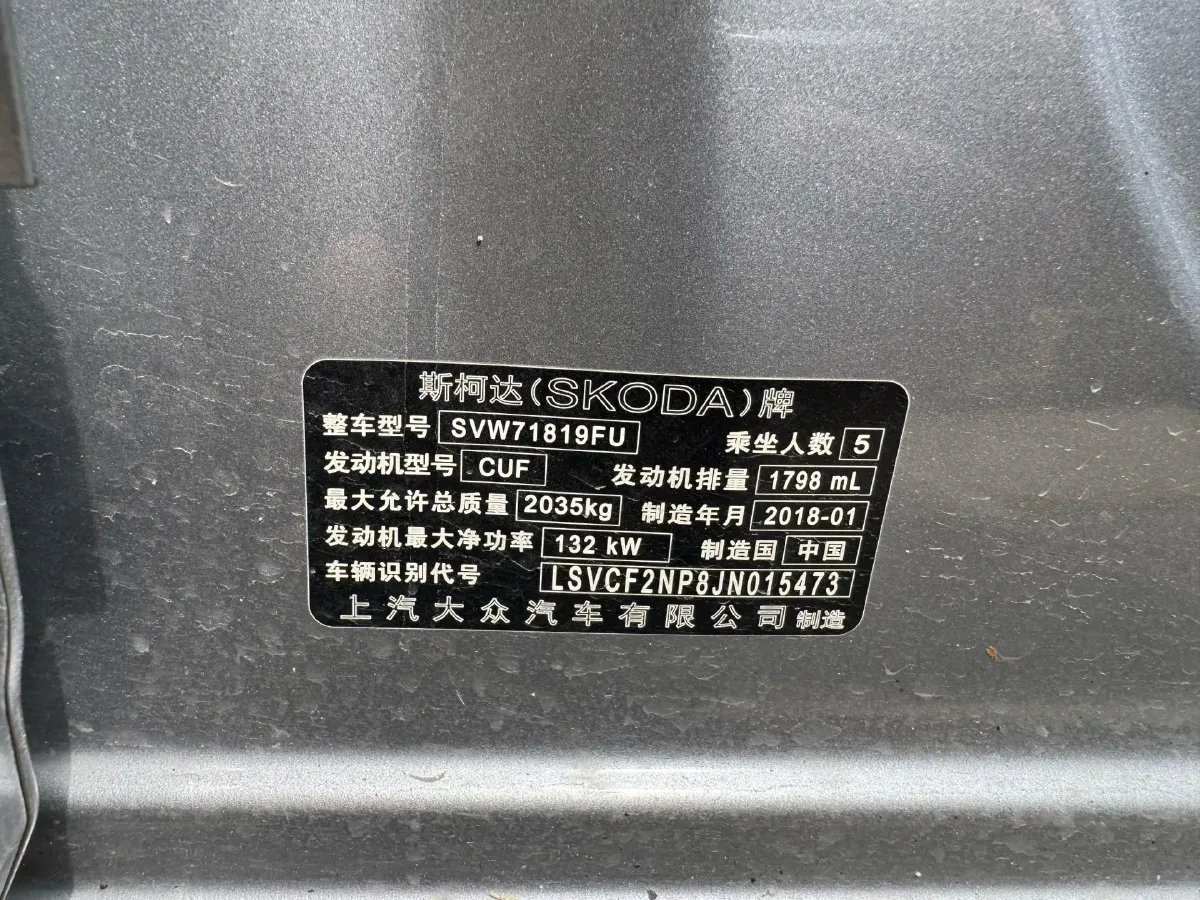 斯柯达(SKODA)牌
整车型号 SVW71819FU 乘坐人数 5
发动机型号 CUF 发动机排量 1798 mL
最大允许总质量 2035kg 制造年月 2018-01
发动机最大净功率 132 kW 制造国 中国
车辆识别代号 LSVCF2NP8JN015473
上汽大众汽车有限公司 制造